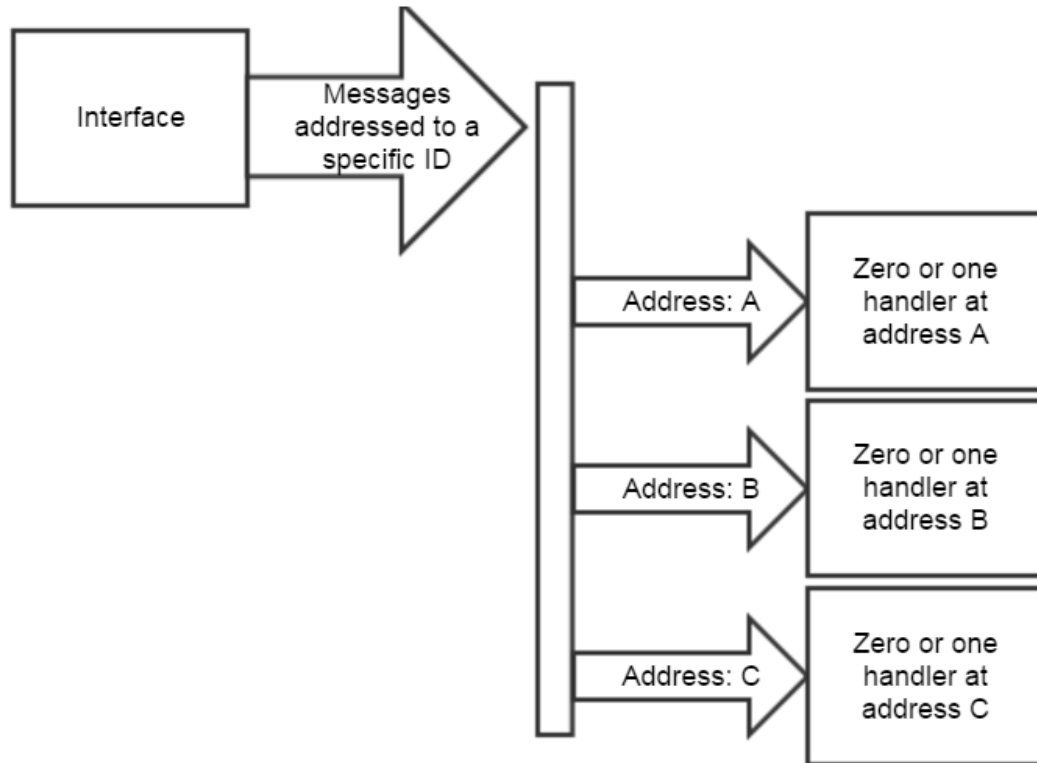 Interface
Messages
addressed to a
specific ID
Address: A
Zero or one
handler at
address A
Address: B
Zero or one
handler at
address B
Address: C
Zero or one
handler at
address C